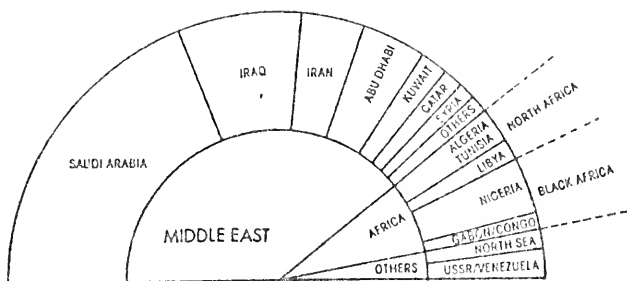 SAUDI ARABIA
IRAQ
IRAN
ABU DHABI
KUWAIT
QATAR
SYRIA
OTHERS
ALGERIA
TUNISIA
LIBYA
NIGERIA
GABON/CONGO
NORTH SEA
USSR/VENEZUELA
NORTH AFRICA
BLACK AFRICA
MIDDLE EAST
AFRICA
OTHERS